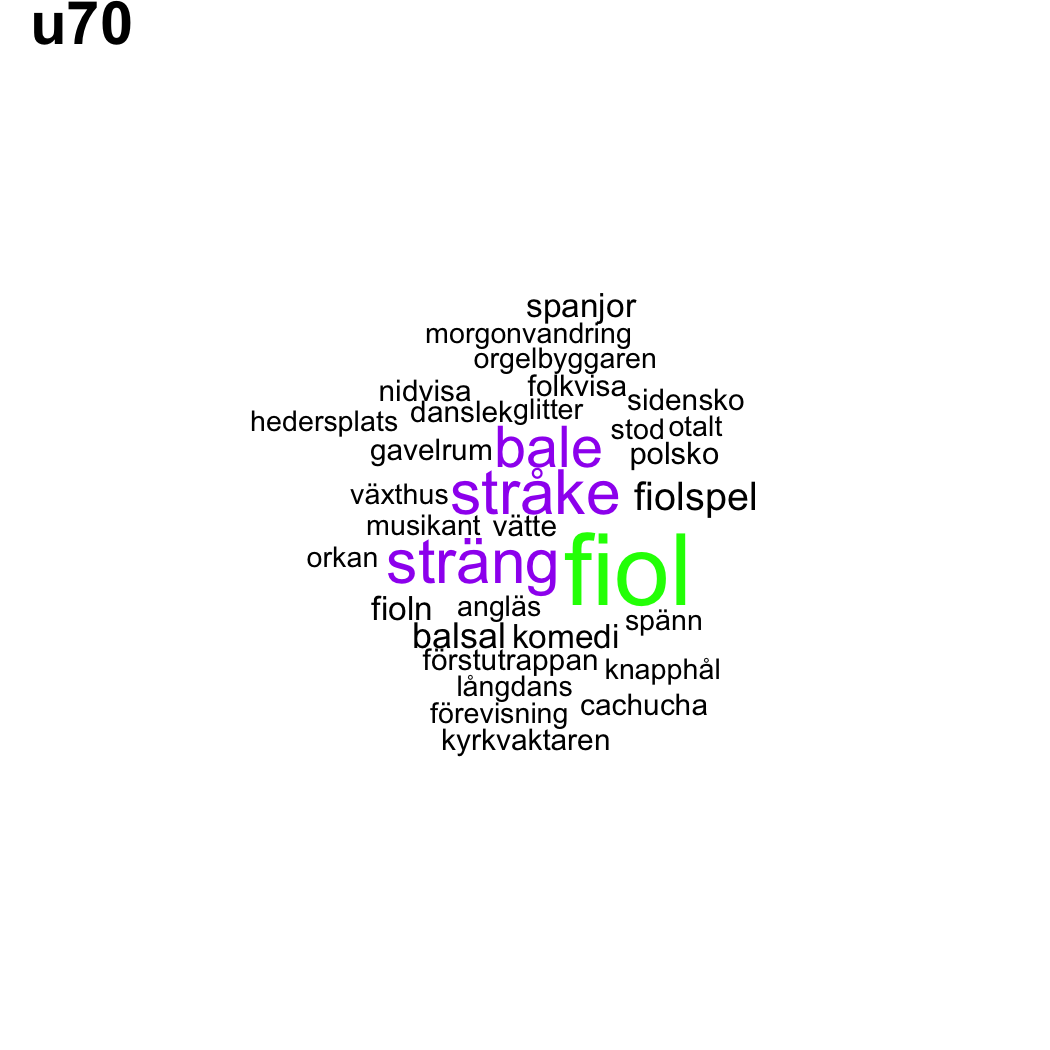 u70
spanjor
morgonvandring
orgelbyggaren
nidvisa folkvisa sidensko
hedersplats danslek glitter stod otalt
gavelrum bale polsko
växthus stråke fiolspel
musikant vätte
orkan sträng fiol
fioln angläs spänn
balsal komedi
förstutrappan knapphål
långdans
förevisning cachucha
kyrkvaktaren